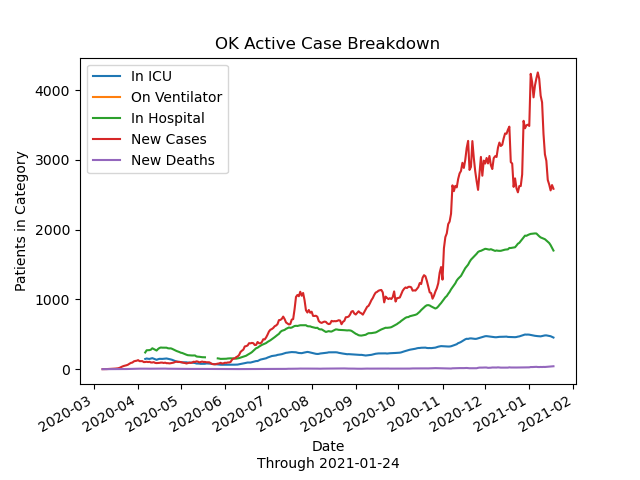 OK Active Case Breakdown
In ICU
On Ventilator
In Hospital
New Cases
New Deaths
Patients in Category
4000
3000
2000
1000
0
2020-03
2020-04
2020-05
2020-06
2020-07
2020-08
2020-09
2020-10
2020-11
2020-12
2021-01
2021-02
Date
Through 2021-01-24